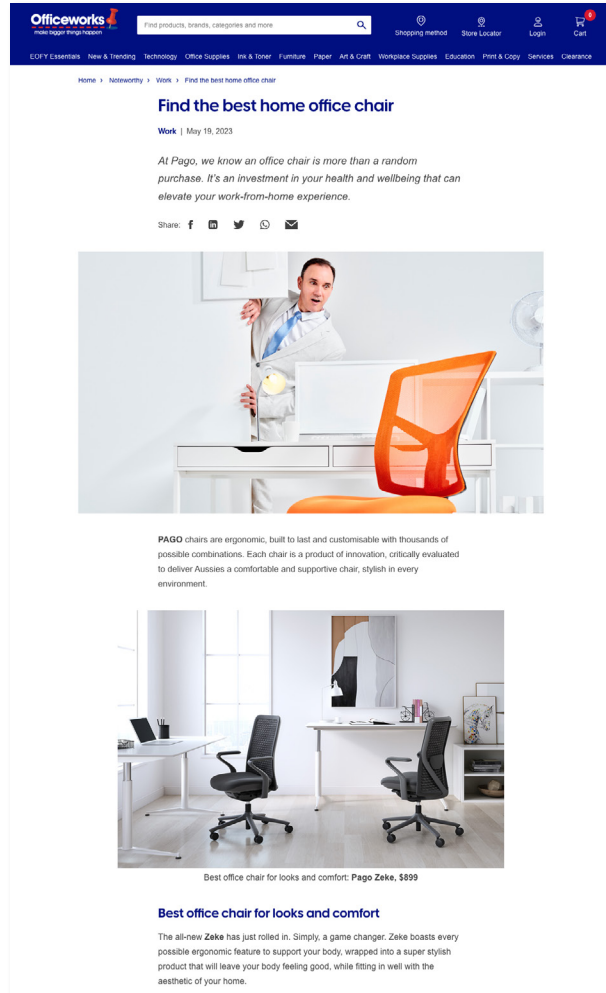 Officeworks
make bigger things happen
Find products, brands, categories and more
Shopping method
Store Locator
Login
0
Cart
EOFY Essentials New & Trending Technology Office Supplies Ink & Toner Furniture Paper Art & Craft Workplace Supplies Education Print & Copy Services Clearance
Home > Noteworthy > Work > Find the best home office chair
Find the best home office chair
Work | May 19, 2023
At Pago, we know an office chair is more than a random
purchase. It's an investment in your health and wellbeing that can
elevate your work-from-home experience.
Share:
PAGO chairs are ergonomic, built to last and customisable with thousands of
possible combinations. Each chair is a product of innovation, critically evaluated
to deliver Aussies a comfortable and supportive chair, stylish in every
environment.
Best office chair for looks and comfort: Pago Zeke, $899
Best office chair for looks and comfort
The all-new Zeke has just rolled in. Simply, a game changer. Zeke boasts every
possible ergonomic feature to support your body, wrapped into a super stylish
product that will leave your body feeling good, while fitting in well with the
aesthetic of your home.